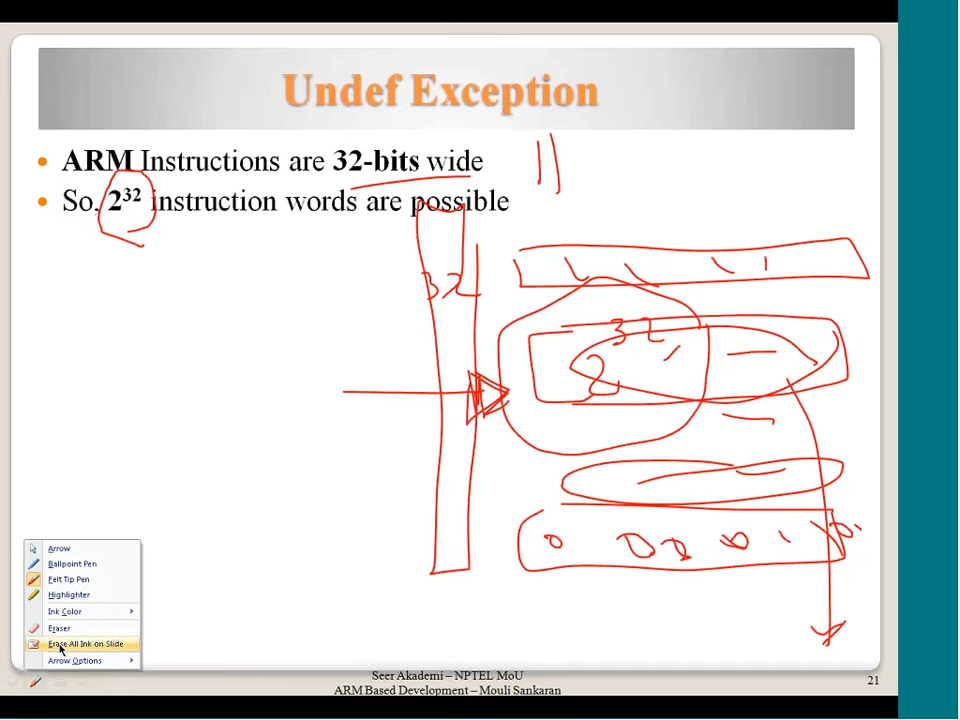 Undef Exception
• ARM Instructions are 32-bits wide
• So, 2³² instruction words are possible
32
2³²
Arrow
Ballpoint Pen
Felt Tip Pen
Highlighter
Ink Color
Eraser
Erase All Ink on Slide
Arrow Options
Seer Akademi – NPTEL MoU
ARM Based Development – Mouli Sankaran
21